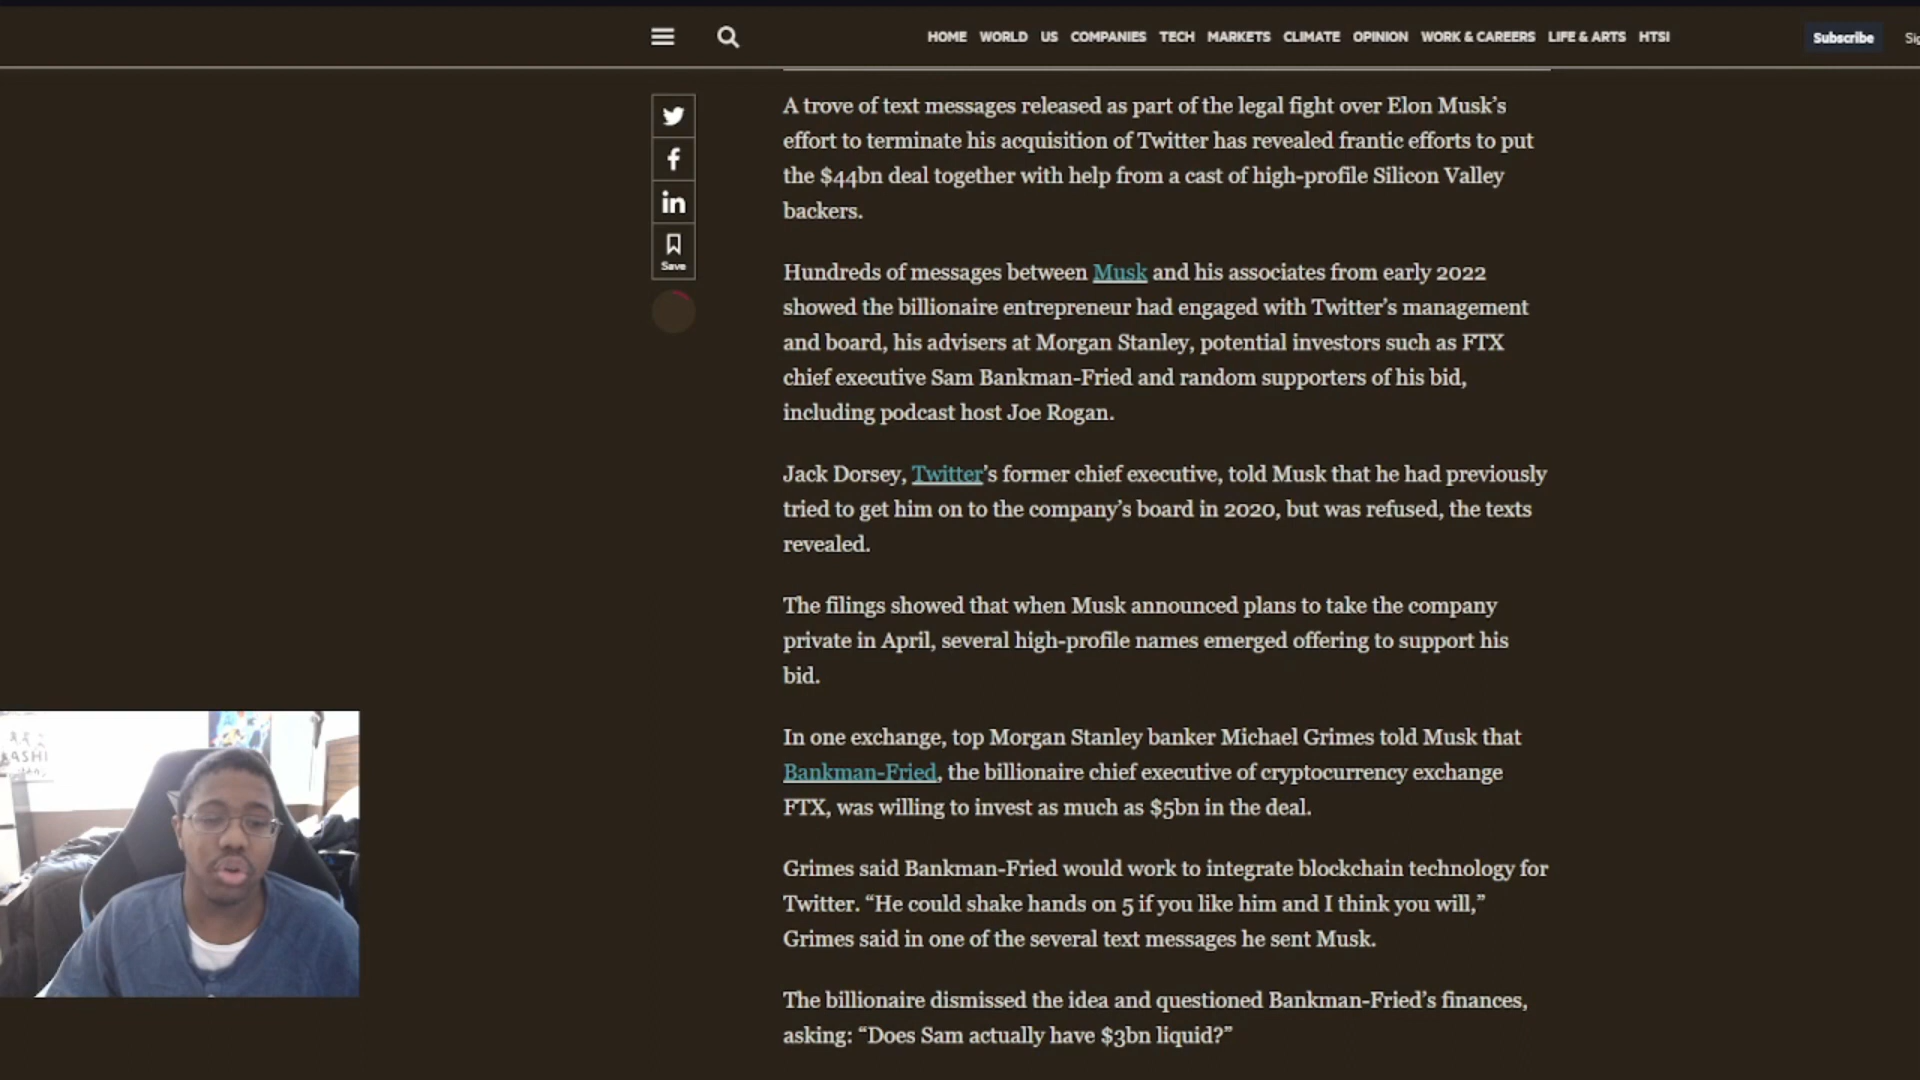 HOME WORLD US COMPANIES TECH MARKETS CLIMATE OPINION WORK & CAREERS LIFE & ARTS HTSI
Subscribe
Save
A trove of text messages released as part of the legal fight over Elon Musk’s
effort to terminate his acquisition of Twitter has revealed frantic efforts to put
the $44bn deal together with help from a cast of high-profile Silicon Valley
backers.
Hundreds of messages between Musk and his associates from early 2022
showed the billionaire entrepreneur had engaged with Twitter’s management
and board, his advisers at Morgan Stanley, potential investors such as FTX
chief executive Sam Bankman-Fried and random supporters of his bid,
including podcast host Joe Rogan.
Jack Dorsey, Twitter’s former chief executive, told Musk that he had previously
tried to get him on to the company’s board in 2020, but was refused, the texts
revealed.
The filings showed that when Musk announced plans to take the company
private in April, several high-profile names emerged offering to support his
bid.
In one exchange, top Morgan Stanley banker Michael Grimes told Musk that
Bankman-Fried, the billionaire chief executive of cryptocurrency exchange
FTX, was willing to invest as much as $5bn in the deal.
Grimes said Bankman-Fried would work to integrate blockchain technology for
Twitter. “He could shake hands on 5 if you like him and I think you will,”
Grimes said in one of the several text messages he sent Musk.
The billionaire dismissed the idea and questioned Bankman-Fried’s finances,
asking: “Does Sam actually have $3bn liquid?”